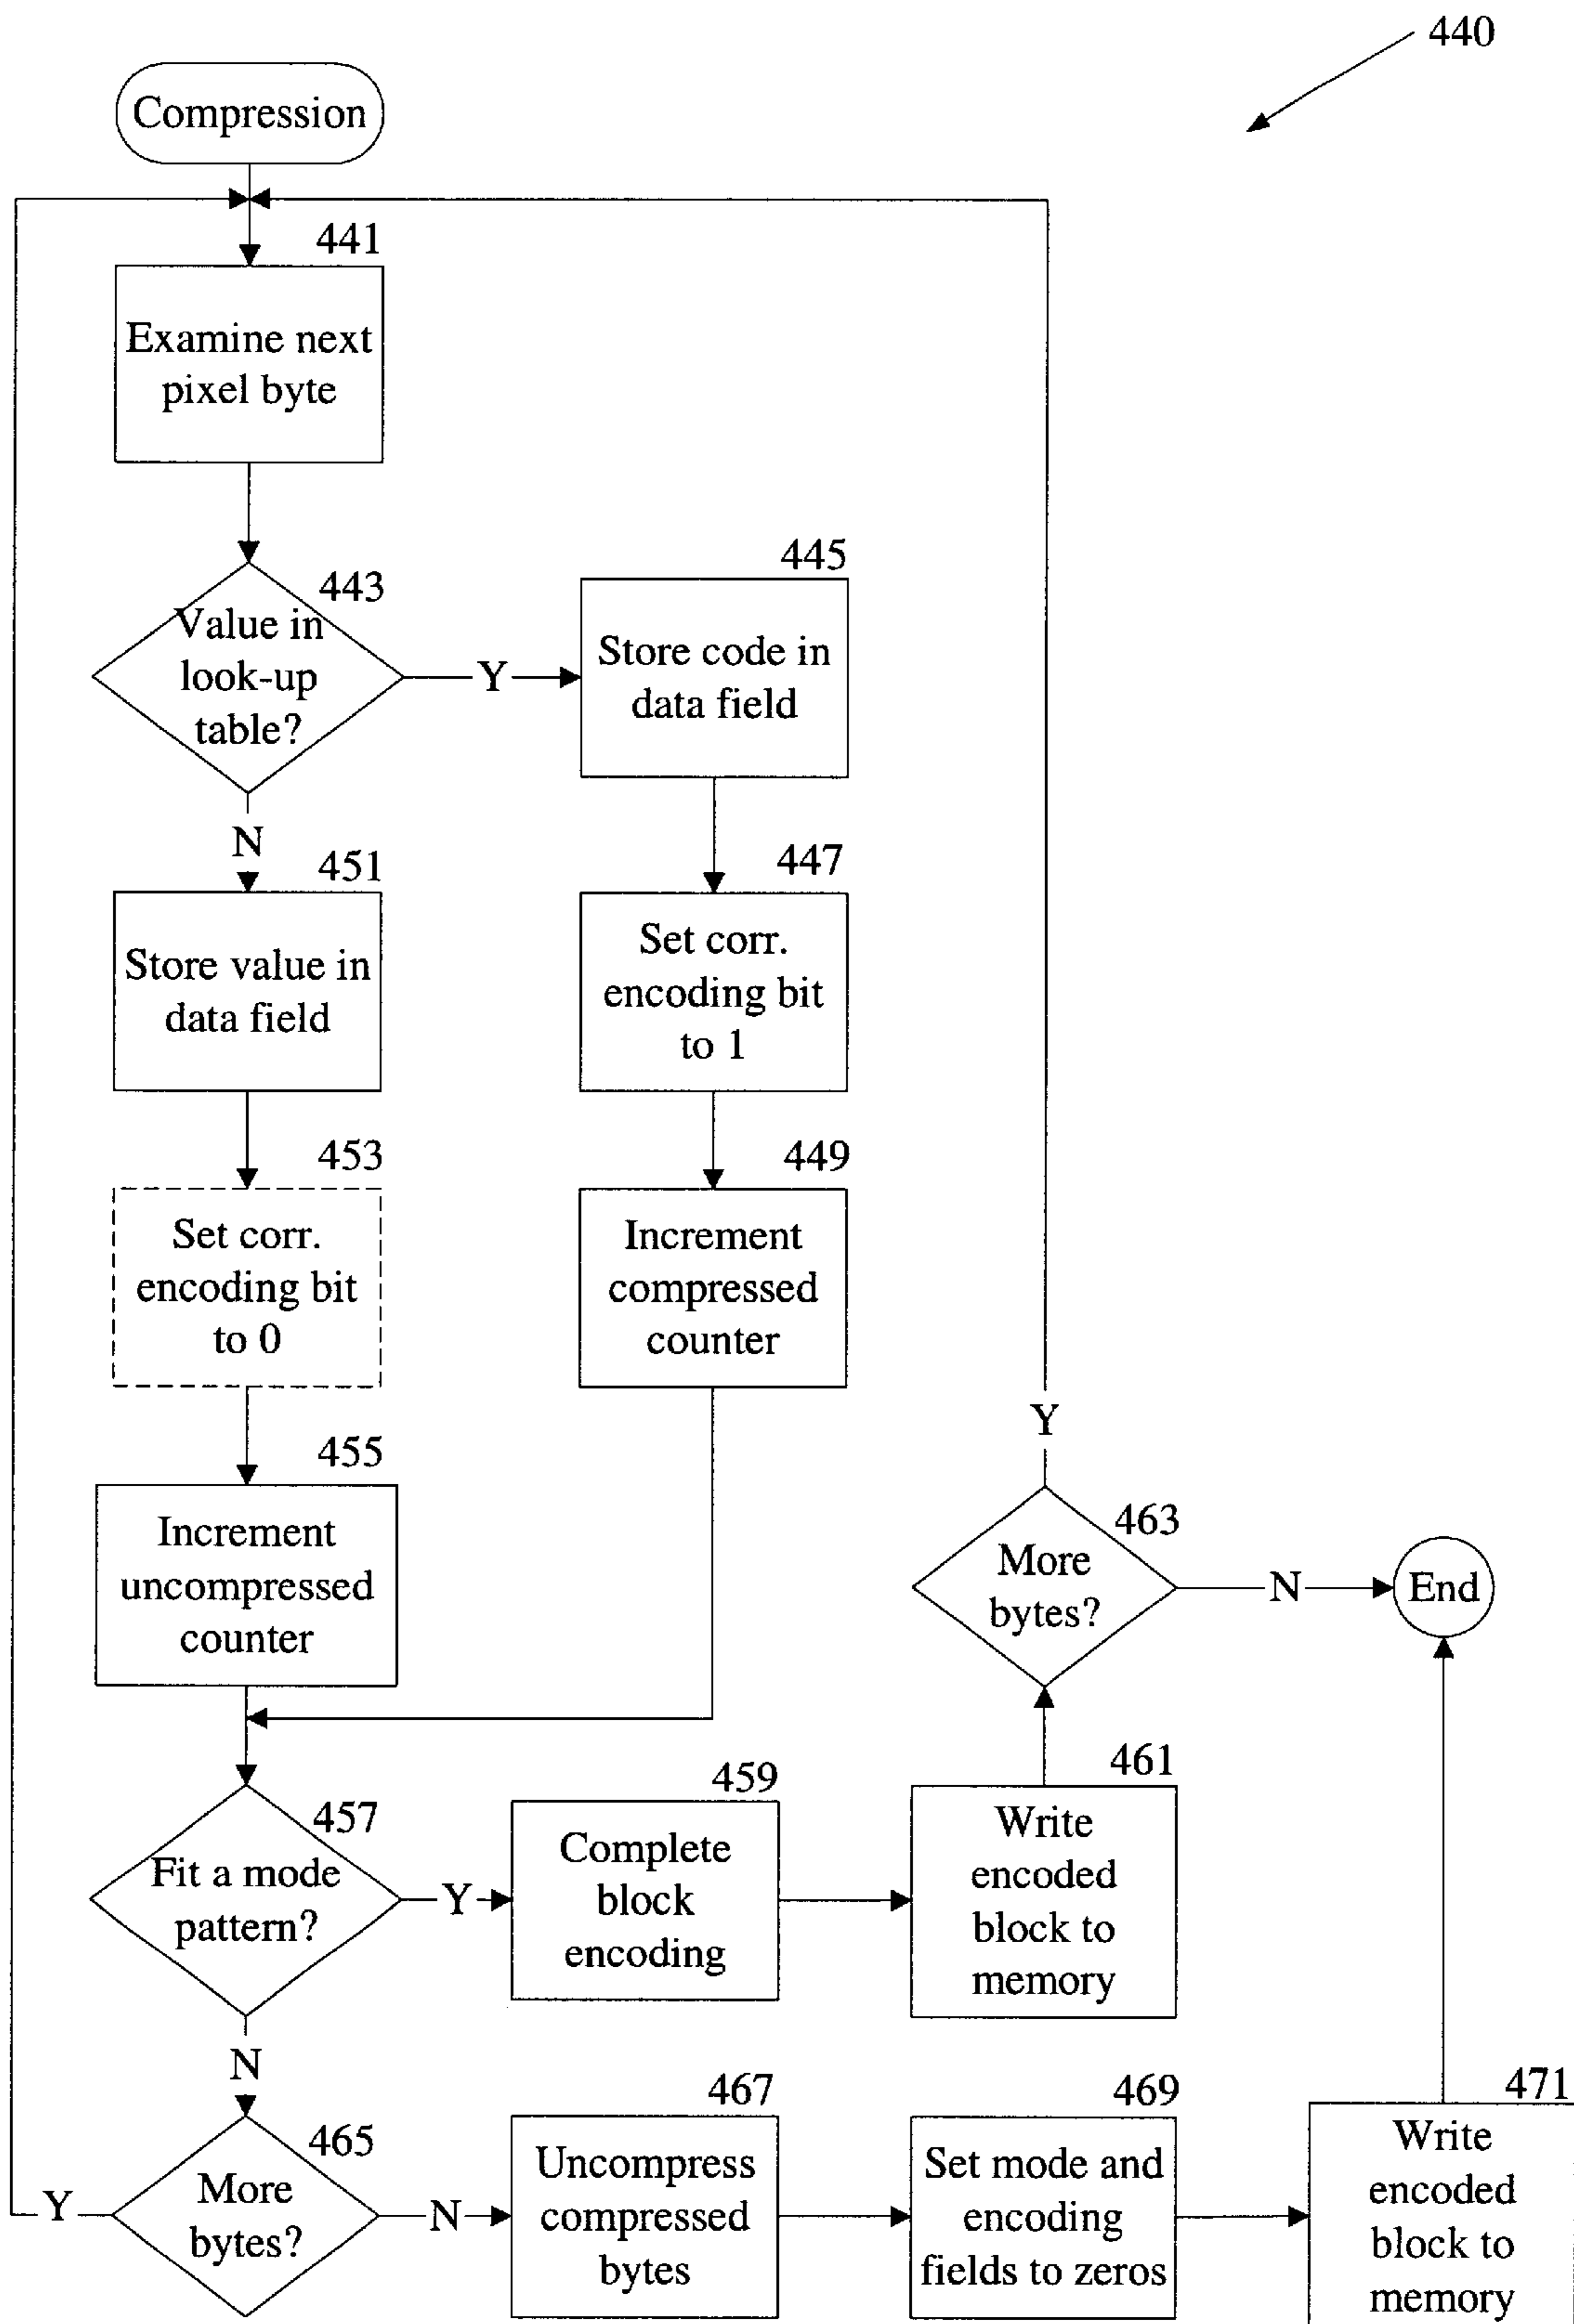 440
Compression
441
Examine next
pixel byte
443
Value in
look-up
table?
Y
445
Store code in
data field
N
451
Store value in
data field
447
Set corr.
encoding bit
to 1
453
Set corr.
encoding bit
to 0
449
Increment
compressed
counter
455
Increment
uncompressed
counter
Y
463
More
bytes?
N
End
457
Fit a mode
pattern?
Y
459
Complete
block
encoding
461
Write
encoded
block to
memory
N
465
More
bytes?
Y
N
467
Uncompress
compressed
bytes
469
Set mode and
encoding
fields to zeros
471
Write
encoded
block to
memory